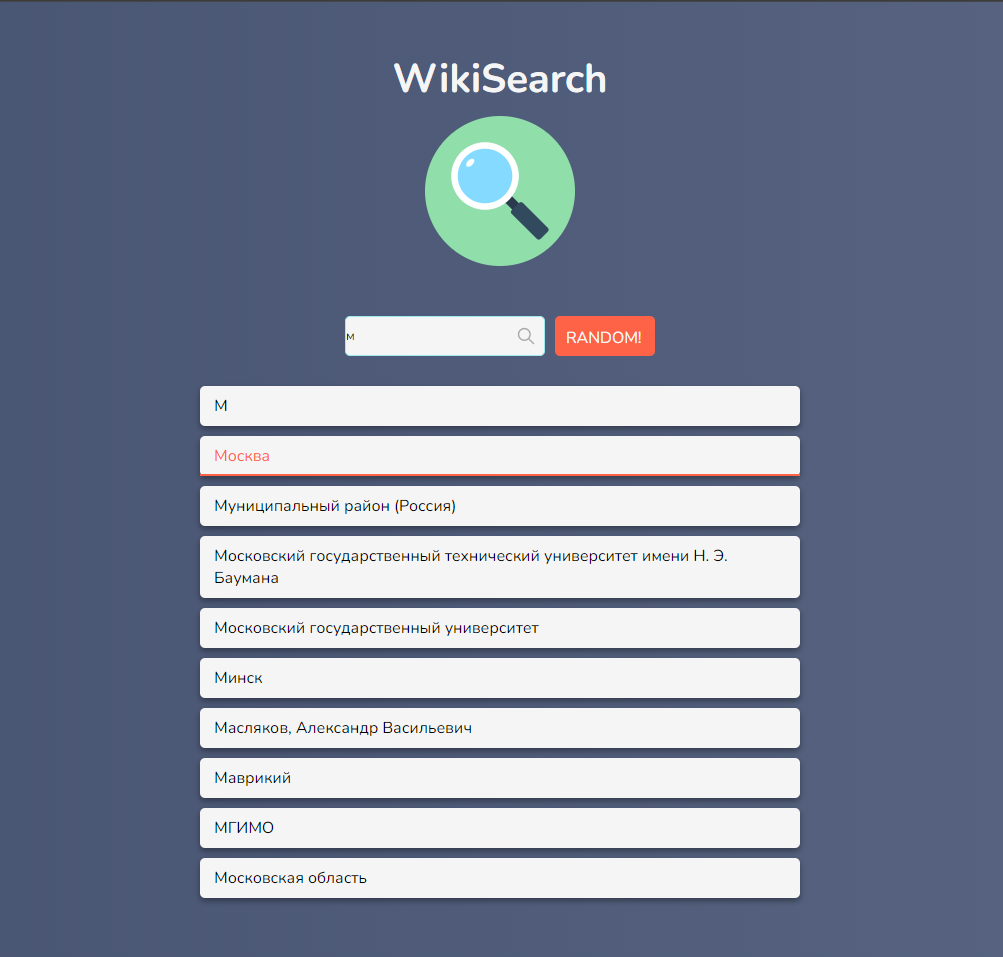 WikiSearch
м
RANDOM!
М
Москва
Муниципальный район (Россия)
Московский государственный технический университет имени Н. Э.
Баумана
Московский государственный университет
Минск
Масляков, Александр Васильевич
Маврикий
МГИМО
Московская область